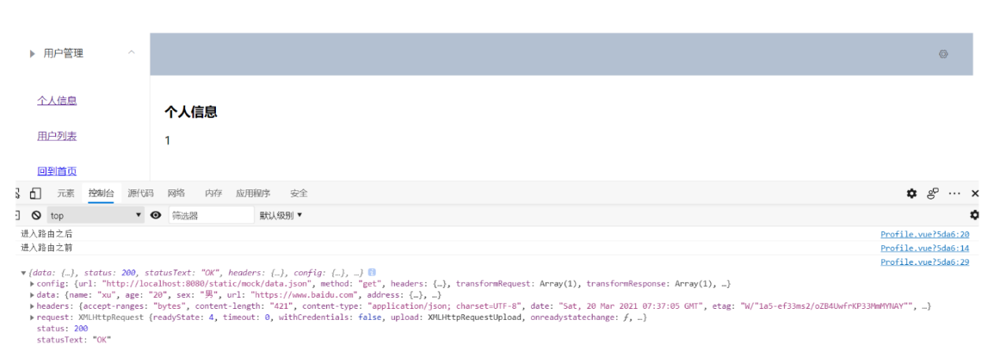 用户管理
个人信息
用户列表
回到首页
个人信息
1
元素 控制台 源代码 网络 内存 应用程序 安全
top 筛选器 默认级别
进入路由之后 Profile.vue?5da6:20
进入路由之前 Profile.vue?5da6:14
Profile.vue?5da6:29
{data: {…}, status: 200, statusText: "OK", headers: {…}, config: {…}, …}
config: {url: "http://localhost:8080/static/mock/data.json", method: "get", headers: {…}, transformRequest: Array(1), transformResponse: Array(1), …}
data: {name: "xu", age: "20", sex: "男", url: "https://www.baidu.com", address: {…}, …}
headers: {accept-ranges: "bytes", content-length: "421", content-type: "application/json; charset=UTF-8", date: "Sat, 20 Mar 2021 07:37:05 GMT", etag: "W/"1a5-ef33ms2/oZB4UwfrKP33MmMYNAY"", …}
request: XMLHttpRequest {readyState: 4, timeout: 0, withCredentials: false, upload: XMLHttpRequestUpload, onreadystatechange: ƒ, …}
status: 200
statusText: "OK"